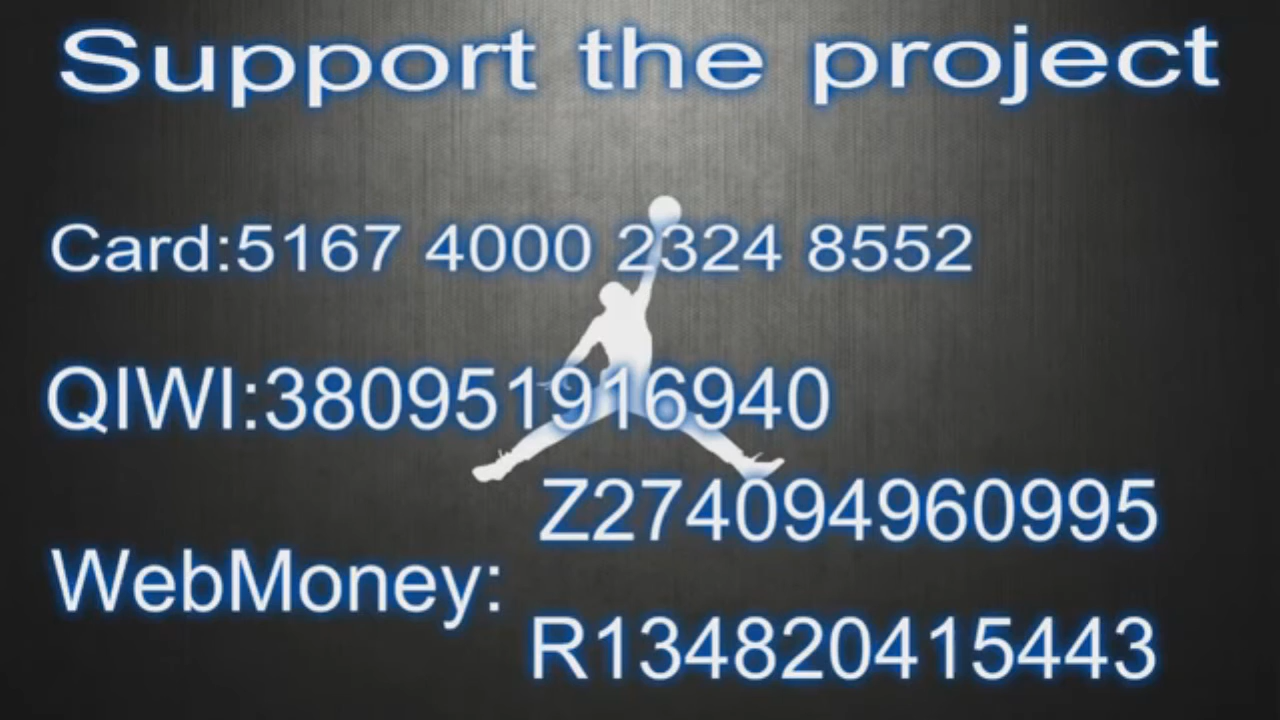 Support the project
Card:5167 4000 2324 8552
QIWI:380951916940
Z274094960995
WebMoney:
R134820415443